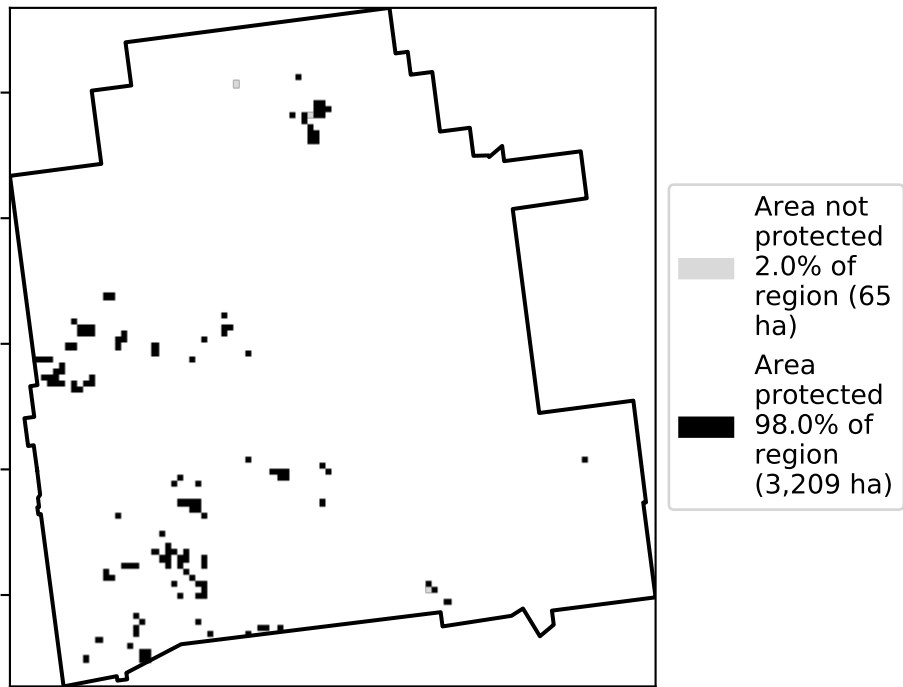 Area not
protected
2.0% of
region (65
ha)
Area
protected
98.0% of
region
(3,209 ha)